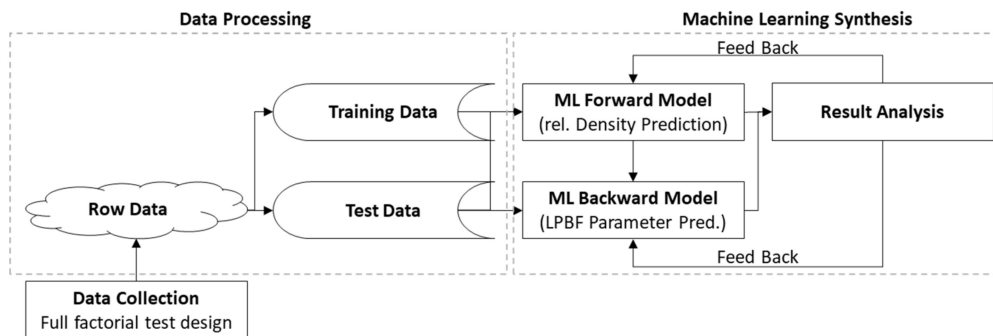 Data Processing
Machine Learning Synthesis
Feed Back
Training Data
ML Forward Model
(rel. Density Prediction)
Result Analysis
Row Data
Test Data
ML Backward Model
(LPBF Parameter Pred.)
Feed Back
Data Collection
Full factorial test design